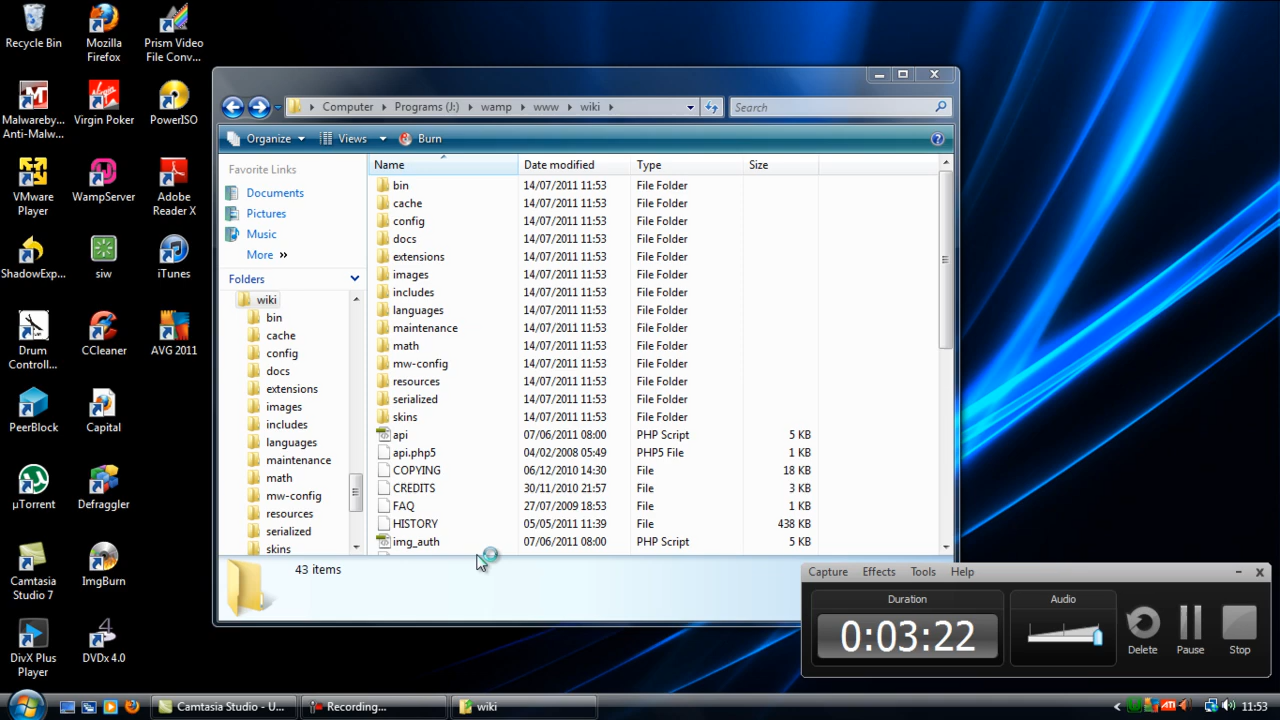 Recycle Bin
Mozilla Firefox
Prism Video File Conv...
Malwareby... Anti-Malw...
Virgin Poker
PowerISO
VMware Player
WampServer
Adobe Reader X
ShadowExp...
siw
iTunes
Drum Controll...
CCleaner
AVG 2011
PeerBlock
Capital
µTorrent
Defraggler
Camtasia Studio 7
ImgBurn
DivX Plus Player
DVDx 4.0
Computer Programs (J:) wamp www wiki
Search
Organize Views Burn
Favorite Links
Documents
Pictures
Music
More »
Folders
wiki
bin
cache
config
docs
extensions
images
includes
languages
maintenance
math
mw-config
resources
serialized
skins
Name Date modified Type Size
bin 14/07/2011 11:53 File Folder
cache 14/07/2011 11:53 File Folder
config 14/07/2011 11:53 File Folder
docs 14/07/2011 11:53 File Folder
extensions 14/07/2011 11:53 File Folder
images 14/07/2011 11:53 File Folder
includes 14/07/2011 11:53 File Folder
languages 14/07/2011 11:53 File Folder
maintenance 14/07/2011 11:53 File Folder
math 14/07/2011 11:53 File Folder
mw-config 14/07/2011 11:53 File Folder
resources 14/07/2011 11:53 File Folder
serialized 14/07/2011 11:53 File Folder
skins 14/07/2011 11:53 File Folder
api 07/06/2011 08:00 PHP Script 5 KB
api.php5 04/02/2008 05:49 PHP5 File 1 KB
COPYING 06/12/2010 14:30 File 18 KB
CREDITS 30/11/2010 21:57 File 3 KB
FAQ 27/07/2009 18:53 File 1 KB
HISTORY 05/05/2011 11:39 File 438 KB
img_auth 07/06/2011 08:00 PHP Script 5 KB
43 items
Capture Effects Tools Help
Duration
0:03:22
Audio
Delete Pause Stop
Camtasia Studio - U...
Recording...
wiki
ATI
11:53